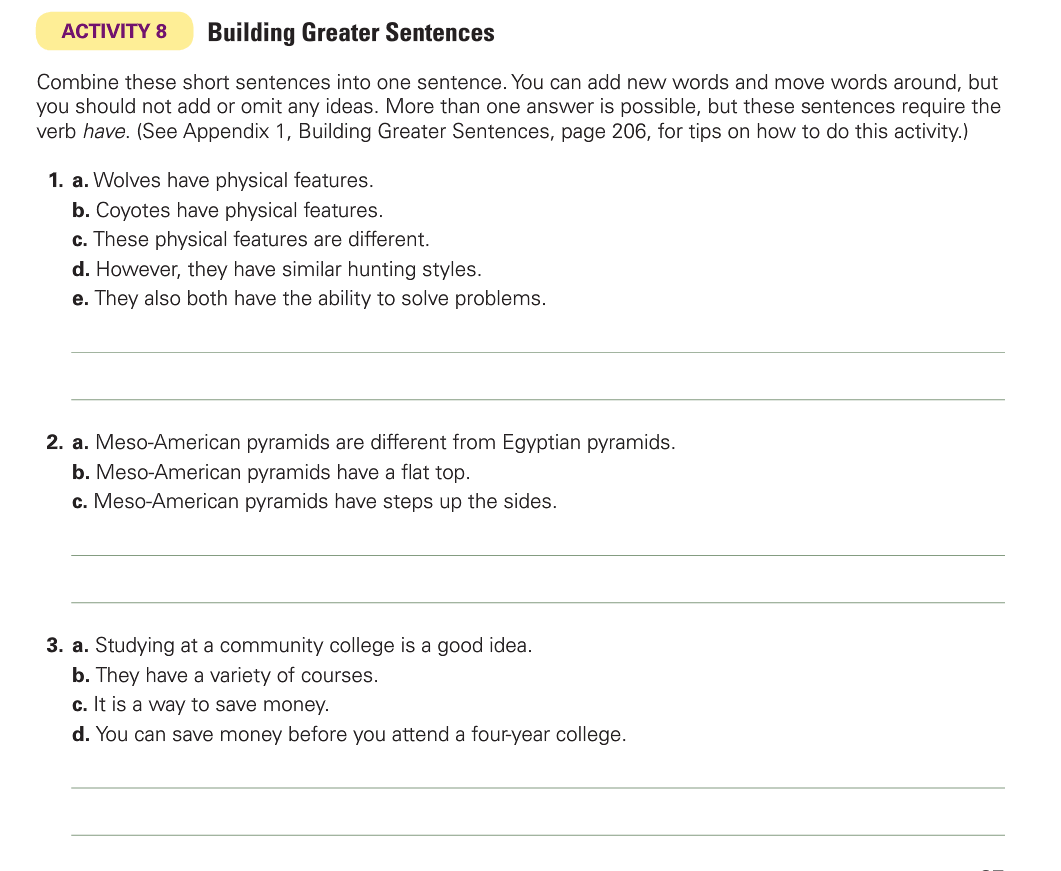 ACTIVITY 8 Building Greater Sentences
Combine these short sentences into one sentence. You can add new words and move words around, but
you should not add or omit any ideas. More than one answer is possible, but these sentences require the
verb have. (See Appendix 1, Building Greater Sentences, page 206, for tips on how to do this activity.)
1. a. Wolves have physical features.
b. Coyotes have physical features.
c. These physical features are different.
d. However, they have similar hunting styles.
e. They also both have the ability to solve problems.
2. a. Meso-American pyramids are different from Egyptian pyramids.
b. Meso-American pyramids have a flat top.
c. Meso-American pyramids have steps up the sides.
3. a. Studying at a community college is a good idea.
b. They have a variety of courses.
c. It is a way to save money.
d. You can save money before you attend a four-year college.